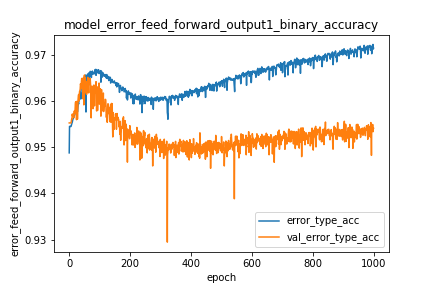 model_error_feed_forward_output1_binary_accuracy
error_feed_forward_output1_binary_accuracy
0.97
0.96
0.95
0.94
0.93
0
200
400
600
800
1000
epoch
error_type_acc
val_error_type_acc